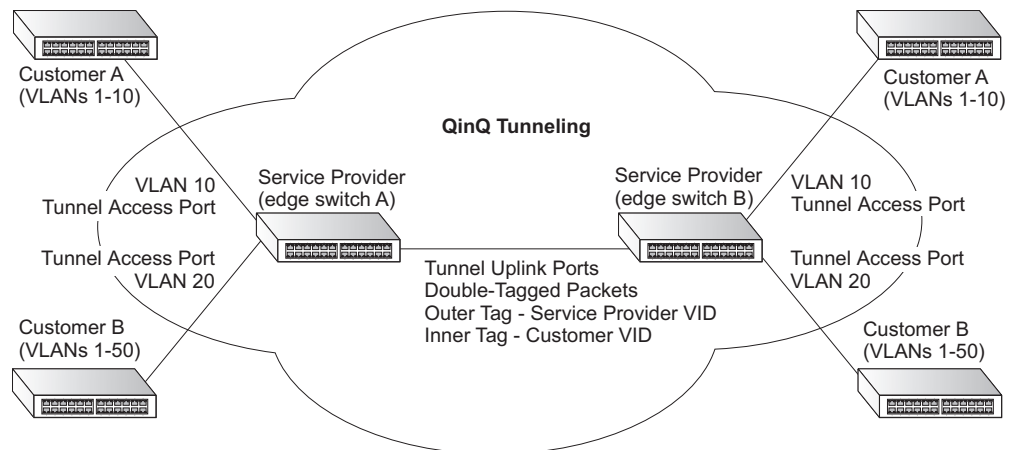 Customer A
(VLANs 1-10)
Customer A
(VLANs 1-10)
QinQ Tunneling
Service Provider
(edge switch A)
Service Provider
(edge switch B)
VLAN 10
Tunnel Access Port
VLAN 10
Tunnel Access Port
Tunnel Access Port
VLAN 20
Tunnel Uplink Ports
Double-Tagged Packets
Outer Tag - Service Provider VID
Inner Tag - Customer VID
Tunnel Access Port
VLAN 20
Customer B
(VLANs 1-50)
Customer B
(VLANs 1-50)